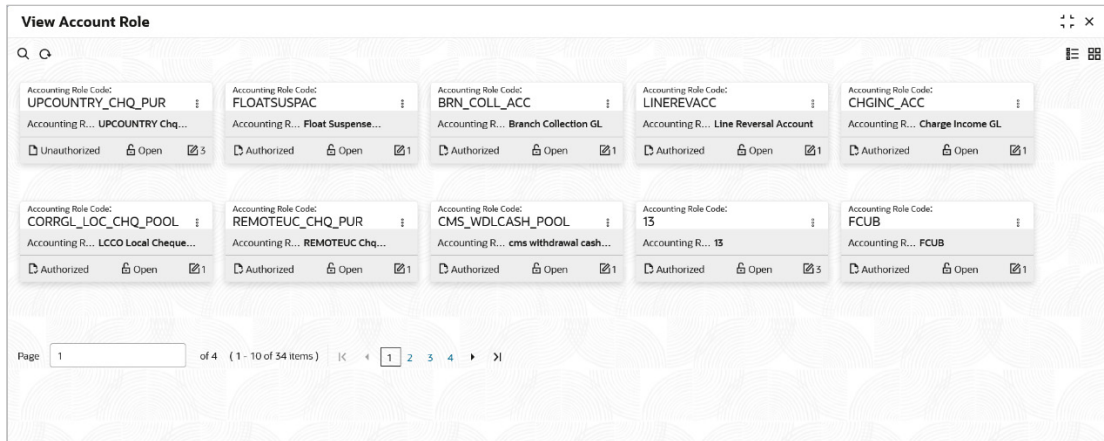 View Account Role
Accounting Role Code:
UPCOUNTRY_CHQ_PUR
Accounting R... UPCOUNTRY Chq...
Unauthorized Open 3
Accounting Role Code:
FLOATSUSPAC
Accounting R... Float Suspense...
Authorized Open 1
Accounting Role Code:
BRN_COLL_ACC
Accounting R... Branch Collection GL
Authorized Open 1
Accounting Role Code:
LINEREVACC
Accounting R... Line Reversal Account
Authorized Open 1
Accounting Role Code:
CHGINC_ACC
Accounting R... Charge Income GL
Authorized Open 1
Accounting Role Code:
CORRGL_LOC_CHQ_POOL
Accounting R... LCCO Local Cheque...
Authorized Open 1
Accounting Role Code:
REMOTEUC_CHQ_PUR
Accounting R... REMOTEUC Chq...
Authorized Open 1
Accounting Role Code:
CMS_WDLCASH_POOL
Accounting R... cms withdrawal cash...
Authorized Open 1
Accounting Role Code:
13
Accounting R... 13
Authorized Open 3
Accounting Role Code:
FCUB
Accounting R... FCUB
Authorized Open 1
Page 1 of 4 (1 - 10 of 34 items) 1 2 3 4